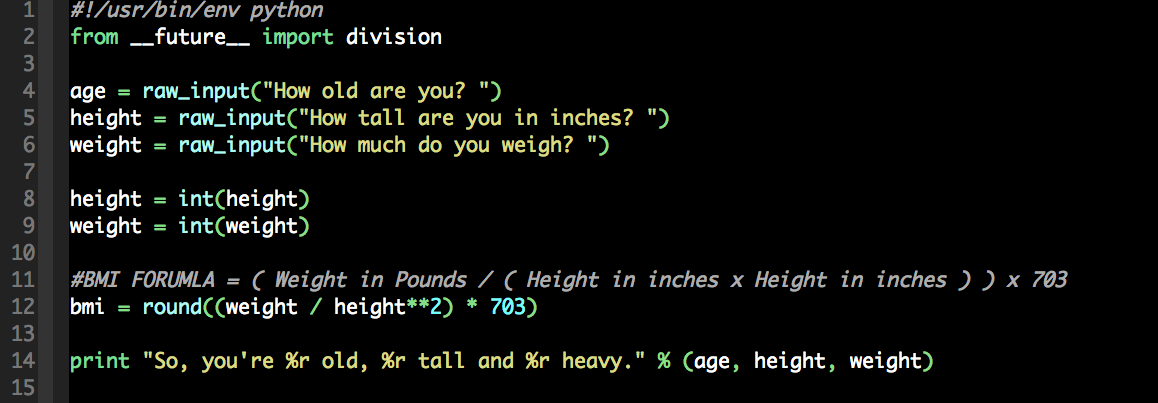 1 #!/usr/bin/env python
2 from __future__ import division
3
4 age = raw_input("How old are you? ")
5 height = raw_input("How tall are you in inches? ")
6 weight = raw_input("How much do you weigh? ")
7
8 height = int(height)
9 weight = int(weight)
10
11 #BMI FORUMLA = ( Weight in Pounds / ( Height in inches x Height in inches ) ) x 703
12 bmi = round((weight / height**2) * 703)
13
14 print "So, you're %r old, %r tall and %r heavy." % (age, height, weight)
15